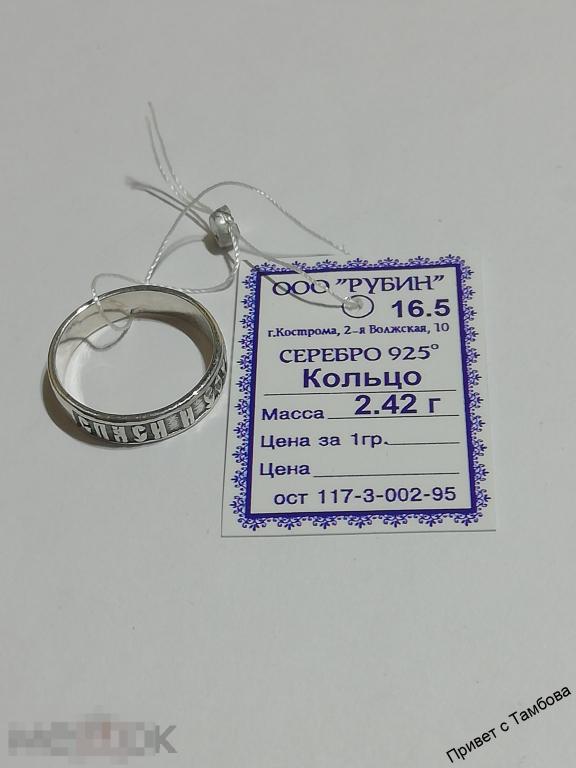 ООО "РУБИН"
16.5
г.Кострома, 2-я Волжская, 10
СЕРЕБРО 925°
Кольцо
Масса 2.42 г
Цена за 1гр.
Цена
ост 117-3-002-95
СПАСИ И
Привет с Тамбова